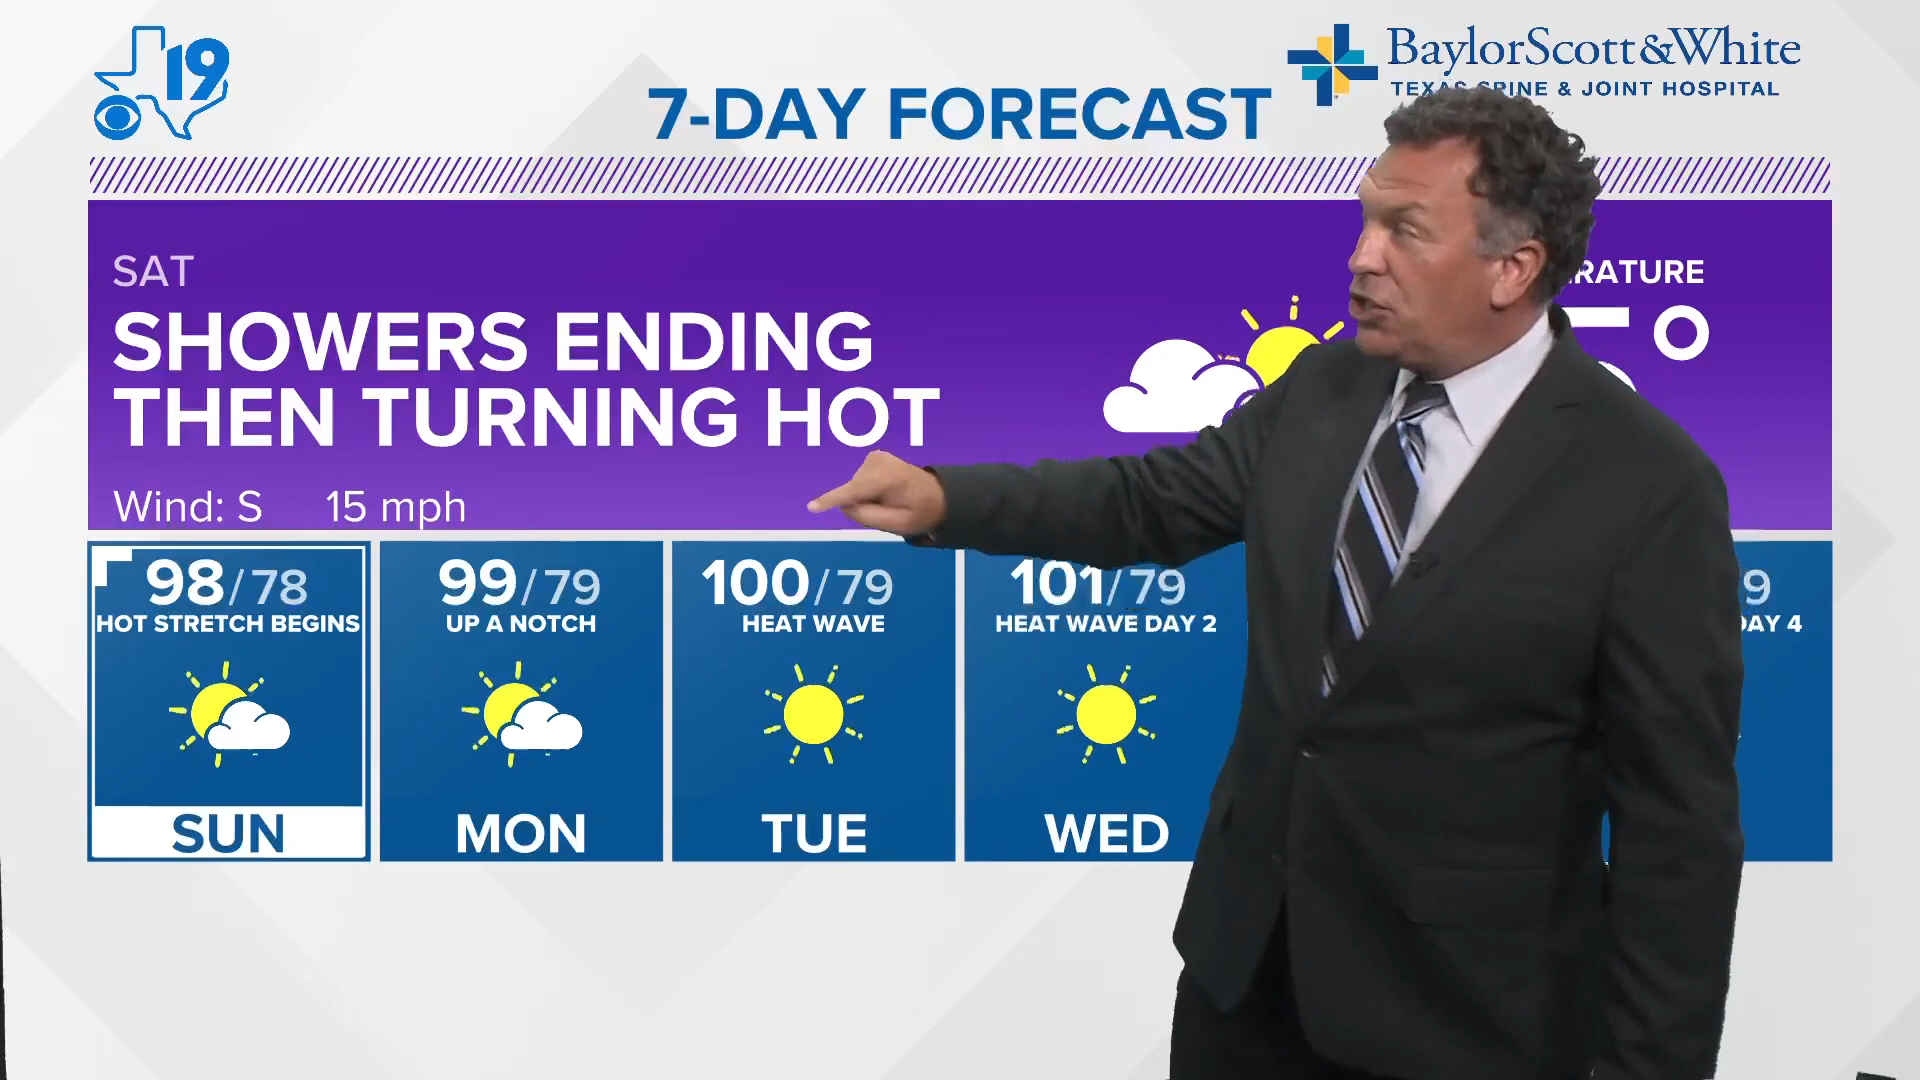 19
BaylorScott&White
TEXAS SPINE & JOINT HOSPITAL
7-DAY FORECAST
SAT
SHOWERS ENDING
THEN TURNING HOT
Wind: S 15 mph
98/78
HOT STRETCH BEGINS
SUN
99/79
UP A NOTCH
MON
100/79
HEAT WAVE
TUE
101/79
HEAT WAVE DAY 2
WED
9
DAY 4